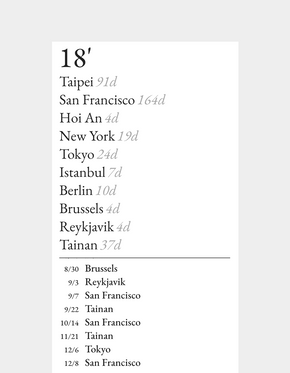 18′
Taipei 91d
San Francisco 164d
Hoi An 4d
New York 19d
Tokyo 24d
Istanbul 7d
Berlin 10d
Brussels 4d
Reykjavik 4d
Tainan 37d
8/30 Brussels
9/3 Reykjavik
9/7 San Francisco
9/22 Tainan
10/14 San Francisco
11/21 Tainan
12/6 Tokyo
12/8 San Francisco